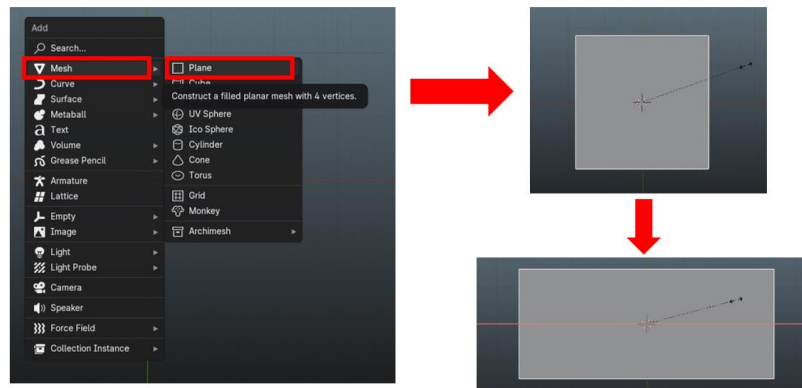 Add
Search...
Mesh
Curve
Surface
Metaball
Text
Volume
Grease Pencil
Armature
Lattice
Empty
Image
Light
Light Probe
Camera
Speaker
Force Field
Collection Instance
Plane
Cube
Construct a filled planar mesh with 4 vertices.
UV Sphere
Ico Sphere
Cylinder
Cone
Torus
Grid
Monkey
Archimesh